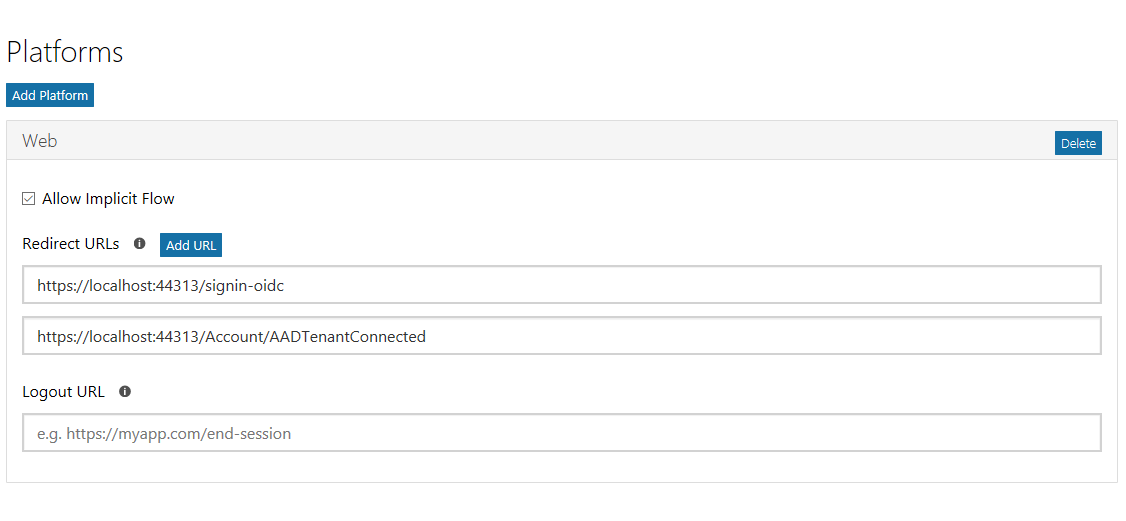 Platforms
Add Platform
Web
Delete
Allow Implicit Flow
Redirect URLs
Add URL
https://localhost:44313/signin-oidc
https://localhost:44313/Account/AADTenantConnected
Logout URL
e.g. https://myapp.com/end-session